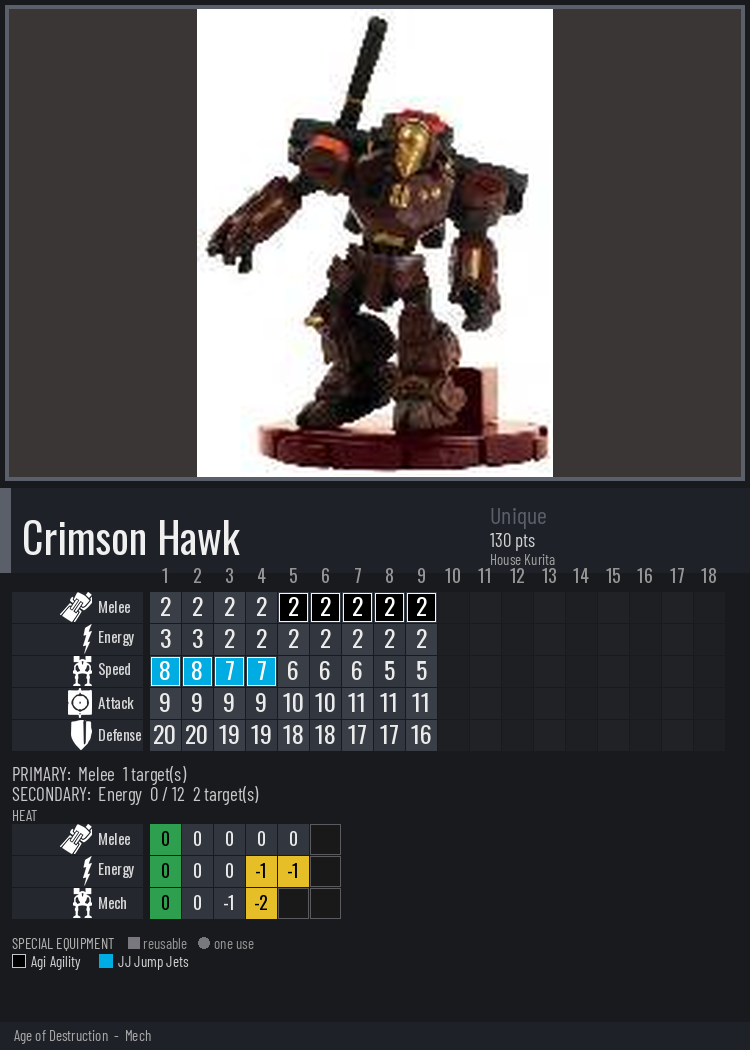 Crimson Hawk
Unique
130 pts
House Kurita
1 2 3 4 5 6 7 8 9 10 11 12 13 14 15 16 17 18
Melee 2 2 2 2 2 2 2 2 2
Energy 3 3 2 2 2 2 2 2 2
Speed 8 8 7 7 6 6 6 5 5
Attack 9 9 9 9 10 10 11 11 11
Defense 20 20 19 19 18 18 17 17 16
PRIMARY: Melee 1 target(s)
SECONDARY: Energy 0 / 12 2 target(s)
HEAT
Melee 0 0 0 0 0
Energy 0 0 0 -1 -1
Mech 0 0 -1 -2
SPECIAL EQUIPMENT reusable one use
Agi Agility JJ Jump Jets
Age of Destruction - Mech